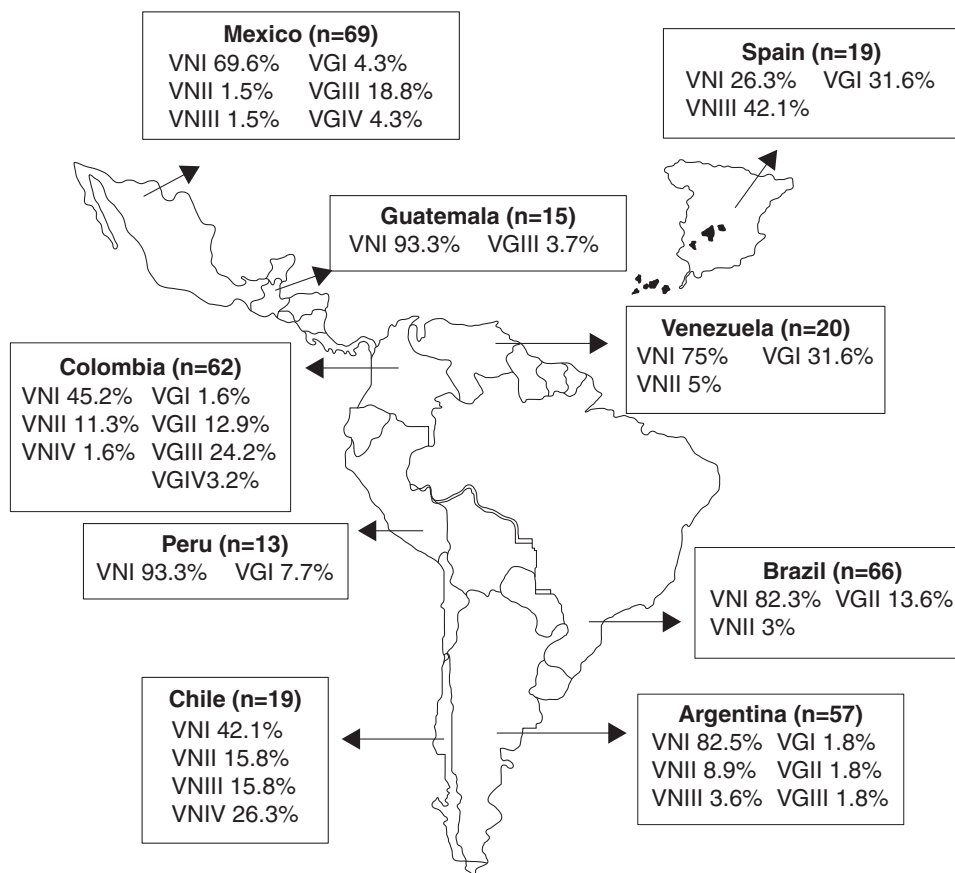 Mexico (n=69)
VNI 69.6% VGI 4.3%
VNII 1.5% VGIII 18.8%
VNIII 1.5% VGIV 4.3%
Spain (n=19)
VNI 26.3% VGI 31.6%
VNIII 42.1%
Guatemala (n=15)
VNI 93.3% VGIII 3.7%
Venezuela (n=20)
VNI 75% VGI 31.6%
VNII 5%
Colombia (n=62)
VNI 45.2% VGI 1.6%
VNII 11.3% VGII 12.9%
VNIV 1.6% VGIII 24.2%
VGIV3.2%
Peru (n=13)
VNI 93.3% VGI 7.7%
Brazil (n=66)
VNI 82.3% VGII 13.6%
VNII 3%
Chile (n=19)
VNI 42.1%
VNII 15.8%
VNIII 15.8%
VNIV 26.3%
Argentina (n=57)
VNI 82.5% VGI 1.8%
VNII 8.9% VGII 1.8%
VNIII 3.6% VGIII 1.8%